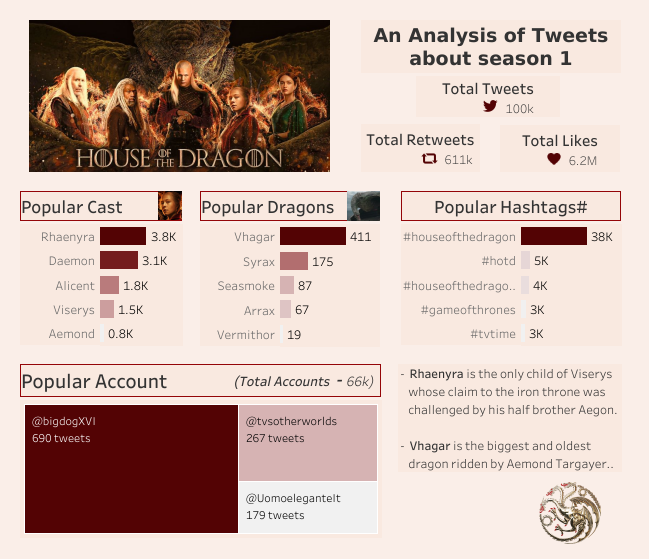 HOUSE OF THE DRAGON
An Analysis of Tweets
about season 1
Total Tweets
100k
Total Retweets
611k
Total Likes
6.2M
Popular Cast
Rhaenyra 3.8K
Daemon 3.1K
Alicent 1.8K
Viserys 1.5K
Aemond 0.8K
Popular Dragons
Vhagar 411
Syrax 175
Seasmoke 87
Arrax 67
Vermithor 19
Popular Hashtags#
#houseofthedragon 38K
#hotd 5K
#houseofthedrago.. 4K
#gameofthrones 3K
#tvtime 3K
Popular Account (Total Accounts - 66k)
@bigdogXVI
690 tweets
@tvsotherworlds
267 tweets
@UomoeleganteIt
179 tweets
- Rhaenyra is the only child of Viserys
whose claim to the iron throne was
challenged by his half brother Aegon.
- Vhagar is the biggest and oldest
dragon ridden by Aemond Targayer..